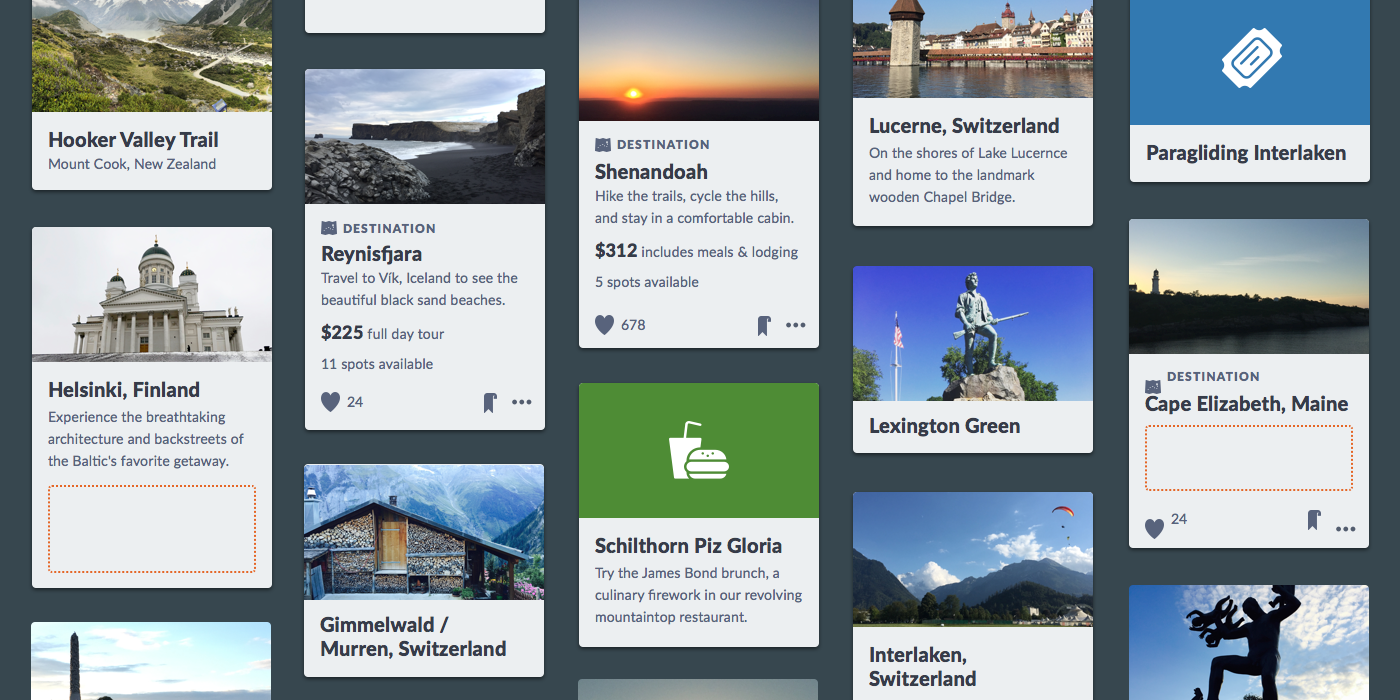 Hooker Valley Trail
Mount Cook, New Zealand
Helsinki, Finland
Experience the breathtaking
architecture and backstreets of
the Baltic's favorite getaway.
DESTINATION
Reynisfjara
Travel to Vík, Iceland to see the
beautiful black sand beaches.
$225 full day tour
11 spots available
24
Gimmelwald /
Murren, Switzerland
DESTINATION
Shenandoah
Hike the trails, cycle the hills,
and stay in a comfortable cabin.
$312 includes meals & lodging
5 spots available
678
Schilthorn Piz Gloria
Try the James Bond brunch, a
culinary firework in our revolving
mountaintop restaurant.
Lucerne, Switzerland
On the shores of Lake Lucernce
and home to the landmark
wooden Chapel Bridge.
Lexington Green
Interlaken,
Switzerland
Paragliding Interlaken
DESTINATION
Cape Elizabeth, Maine
24